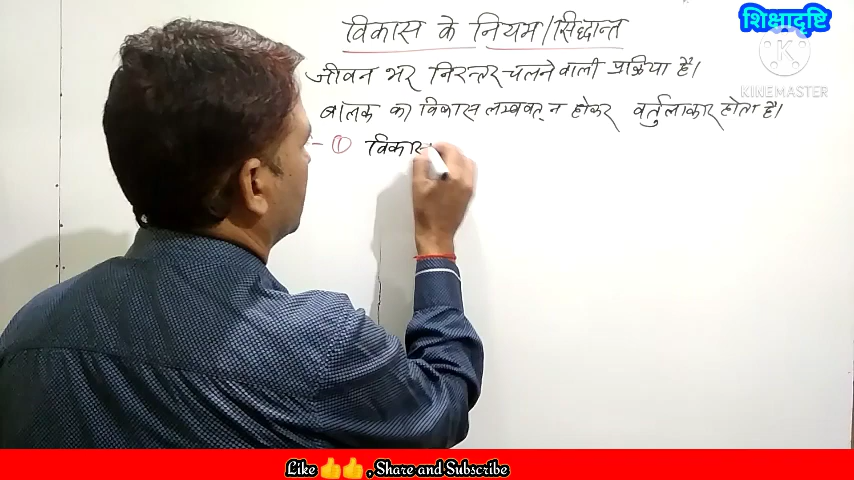 शिक्षादृष्टि
KINEMASTER
विकास के नियम/सिद्धान्त
जीवन भर निरन्तर चलने वाली प्रक्रिया है।
बालक का विकास लम्बवत् न होकर वर्तुलाकार होता है।
- ① विकास
Like 👍👍 , Share and Subscribe